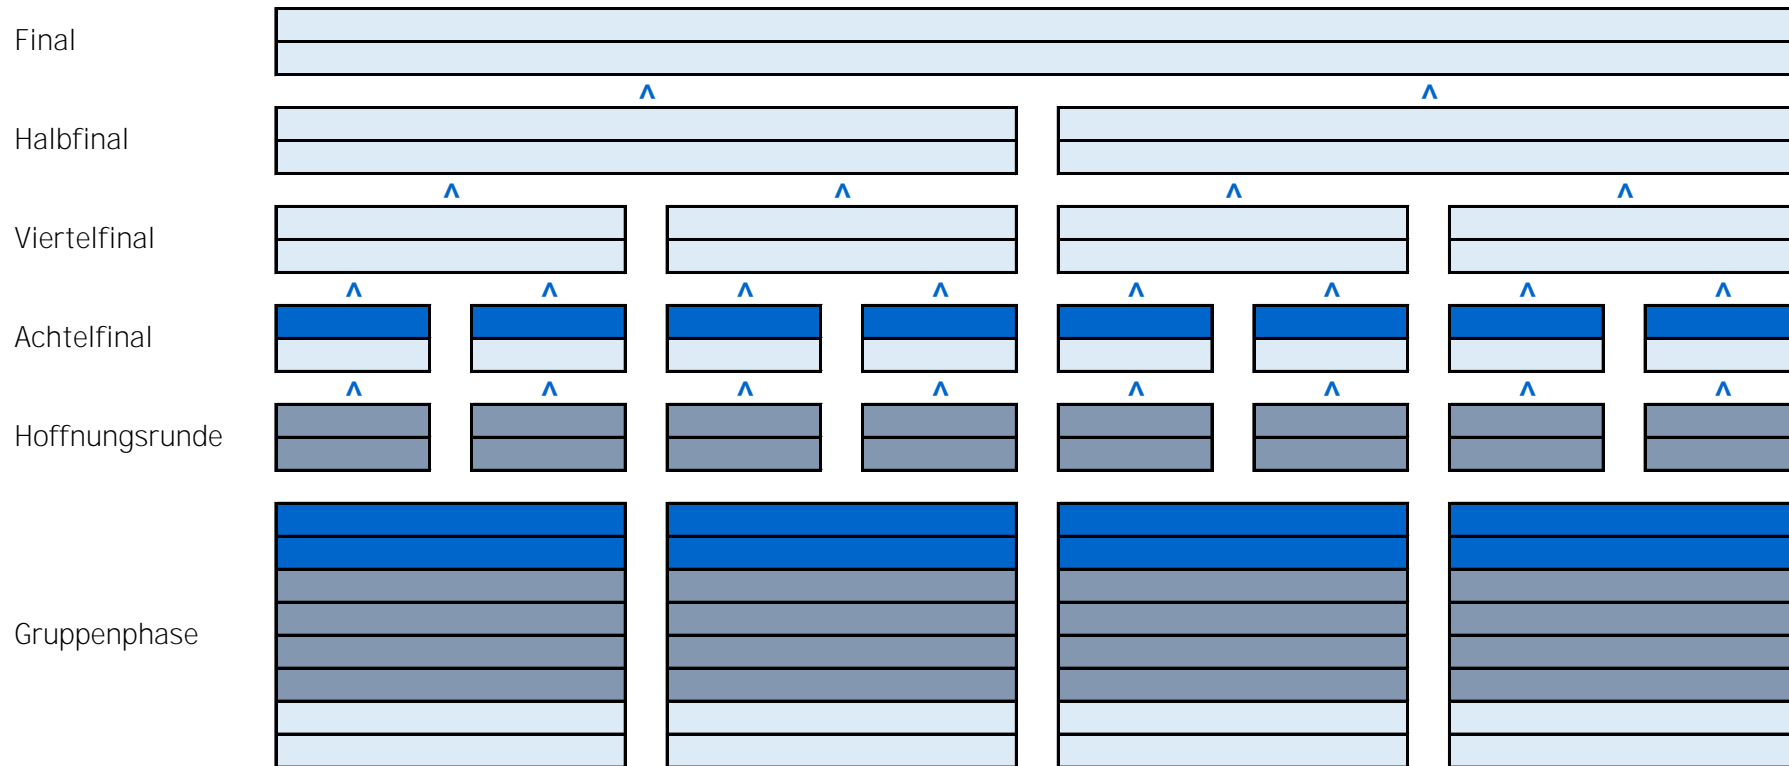 Final
Halbfinal
Viertelfinal
Achtelfinal
Hoffnungsrunde
Gruppenphase